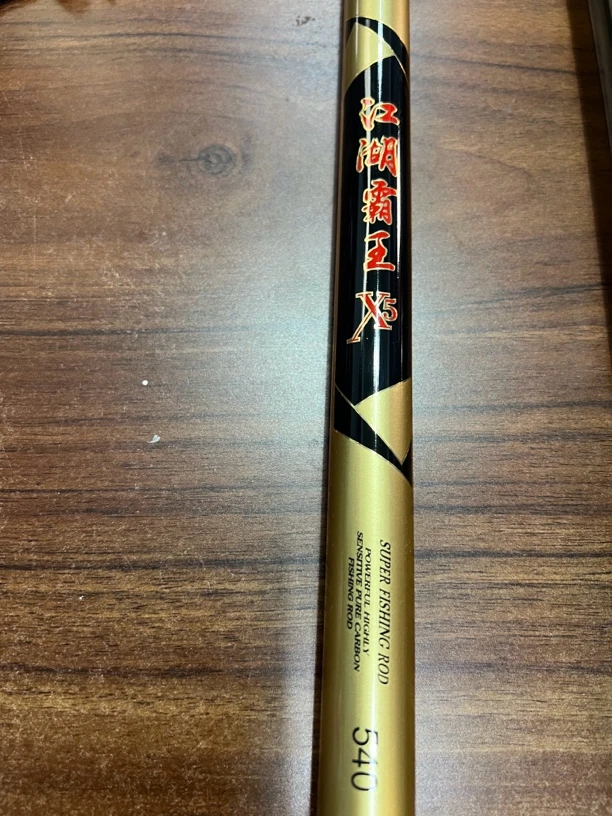 江湖霸王 X5
SUPER FISHING ROD
POWERFUL HIGHLY
SENSITIVE PURE CARBON
FISHING ROD
540